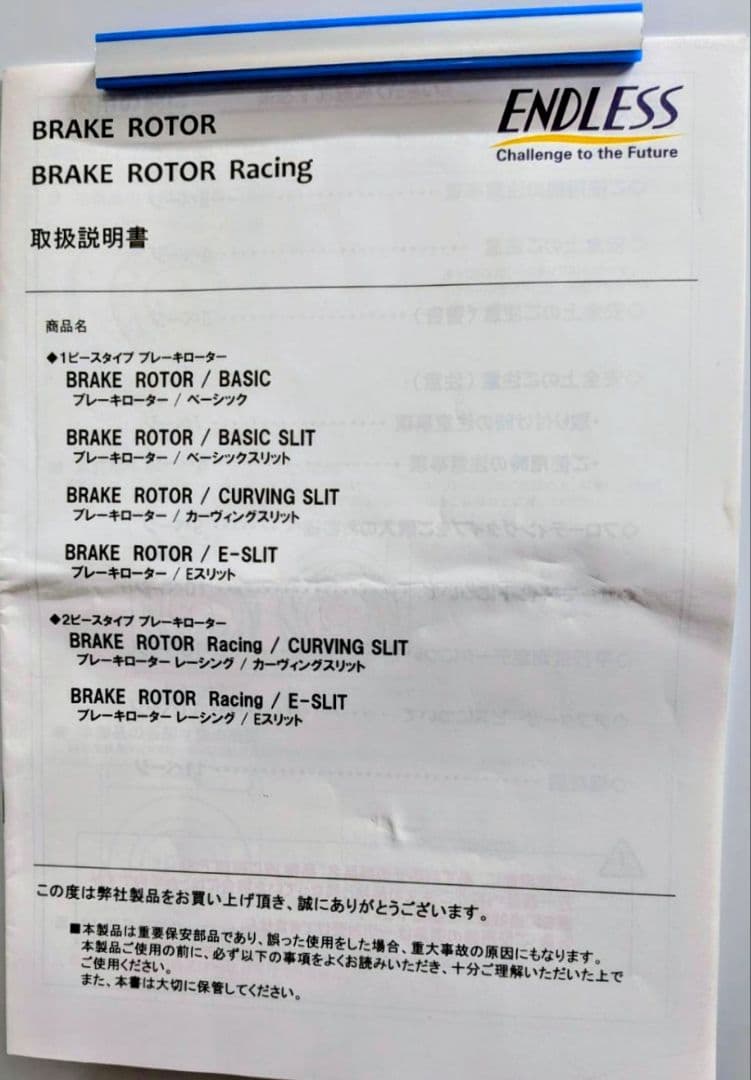 BRAKE ROTOR
BRAKE ROTOR Racing
ENDLESS
Challenge to the Future
取扱説明書
商品名
◆1ピースタイプ ブレーキローター
BRAKE ROTOR / BASIC
ブレーキローター / ベーシック
BRAKE ROTOR / BASIC SLIT
ブレーキローター / ベーシックスリット
BRAKE ROTOR / CURVING SLIT
ブレーキローター / カーヴィングスリット
BRAKE ROTOR / E-SLIT
ブレーキローター / Eスリット
◆2ピースタイプ ブレーキローター
BRAKE ROTOR Racing / CURVING SLIT
ブレーキローター レーシング / カーヴィングスリット
BRAKE ROTOR Racing / E-SLIT
ブレーキローター レーシング / Eスリット
この度は弊社製品をお買い上げ頂き、誠にありがとうございます。
■本製品は重要保安部品であり、誤った使用をした場合、重大事故の原因にもなります。
本製品ご使用の前に、必ず以下の事項をよくお読みいただき、十分ご理解いただいた上で
ご使用ください。
また、本書は大切に保管してください。